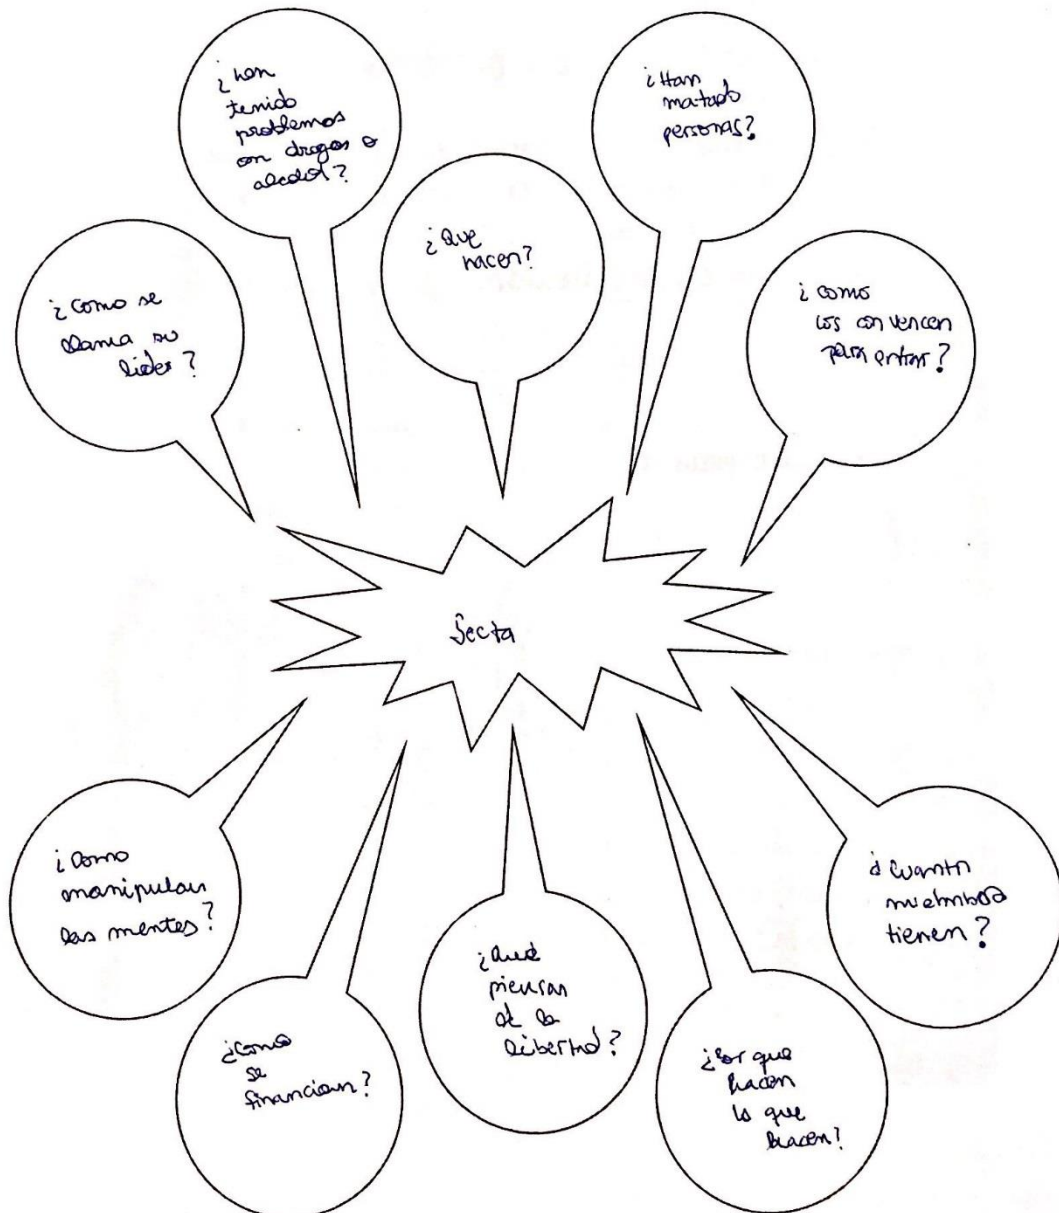 ¿han
tenido
problemas
con drogas o
alcohol?
¿Han
matado
personas?
¿Que
hacen?
¿como se
llama su
lider?
¿como
los convencen
para entrar?
Secta
¿Como
manipulan
las mentes?
¿Cuantos
miembros
tienen?
¿Qué
piensan
de la
libertad?
¿Como
se
financian?
¿Por que
hacen
lo que
hacen?